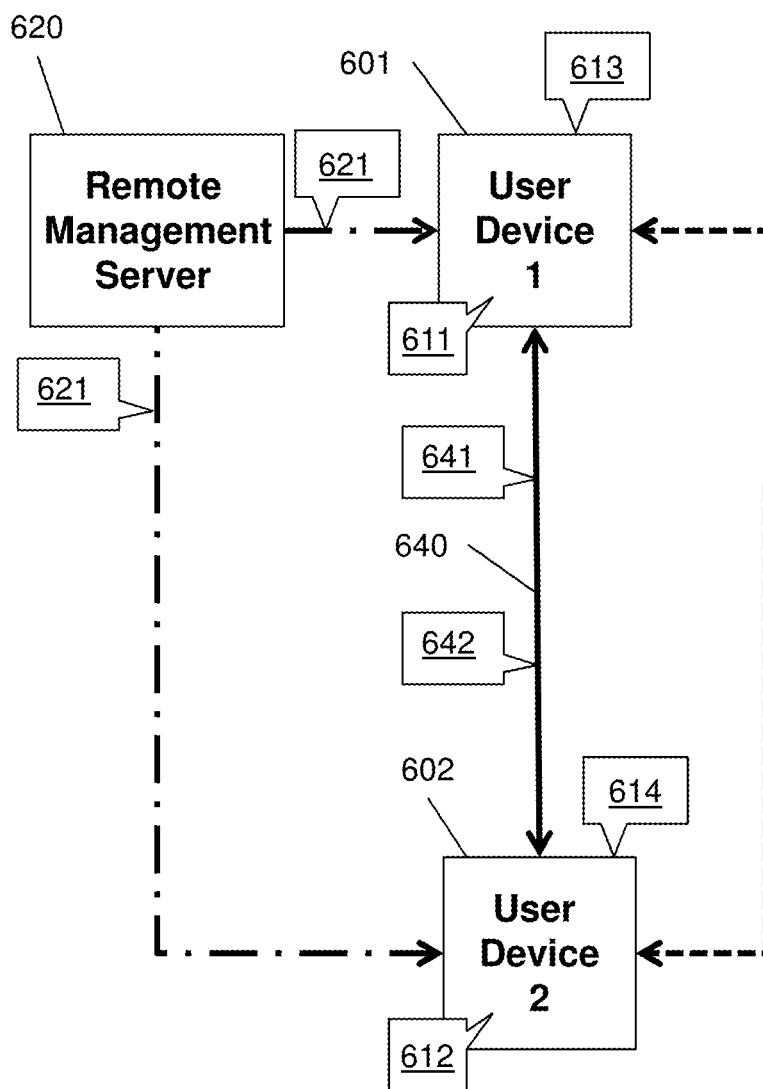 620
601
613
Remote
Management
Server
621
User
Device
1
611
621
641
640
642
602
614
User
Device
2
612